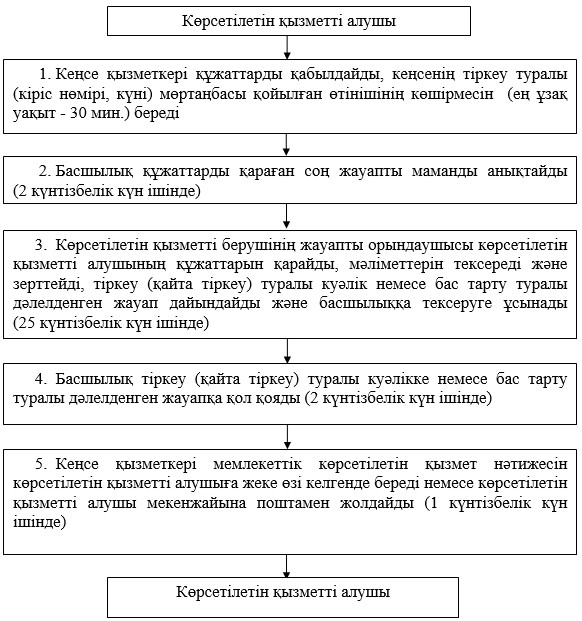 Көрсетілетін қызметті алушы
1. Кеңсе қызметкері құжаттарды қабылдайды, кеңсенің тіркеу туралы
(кіріс нөмірі, күні) мөртаңбасы қойылған өтінішінің көшірмесін (ең ұзақ
уақыт - 30 мин.) береді
2. Басшылық құжаттарды қараған соң жауапты маманды анықтайды
(2 күнтізбелік күн ішінде)
3. Көрсетілетін қызметті берушінің жауапты орындаушысы көрсетілетін
қызметті алушының құжаттарын қарайды, мәліметтерін тексереді және
зерттейді, тіркеу (қайта тіркеу) туралы куәлік немесе бас тарту туралы
дәлелденген жауап дайындайды және басшылыққа тексеруге ұсынады
(25 күнтізбелік күн ішінде)
4. Басшылық тіркеу (қайта тіркеу) туралы куәлікке немесе бас тарту
туралы дәлелденген жауапқа қол қояды (2 күнтізбелік күн ішінде)
5. Кеңсе қызметкері мемлекеттік көрсетілетін қызмет нәтижесін
көрсетілетін қызметті алушыға жеке өзі келгенде береді немесе көрсетілетін
қызметті алушы мекенжайына поштамен жолдайды (1 күнтізбелік күн
ішінде)
Көрсетілетін қызметті алушы